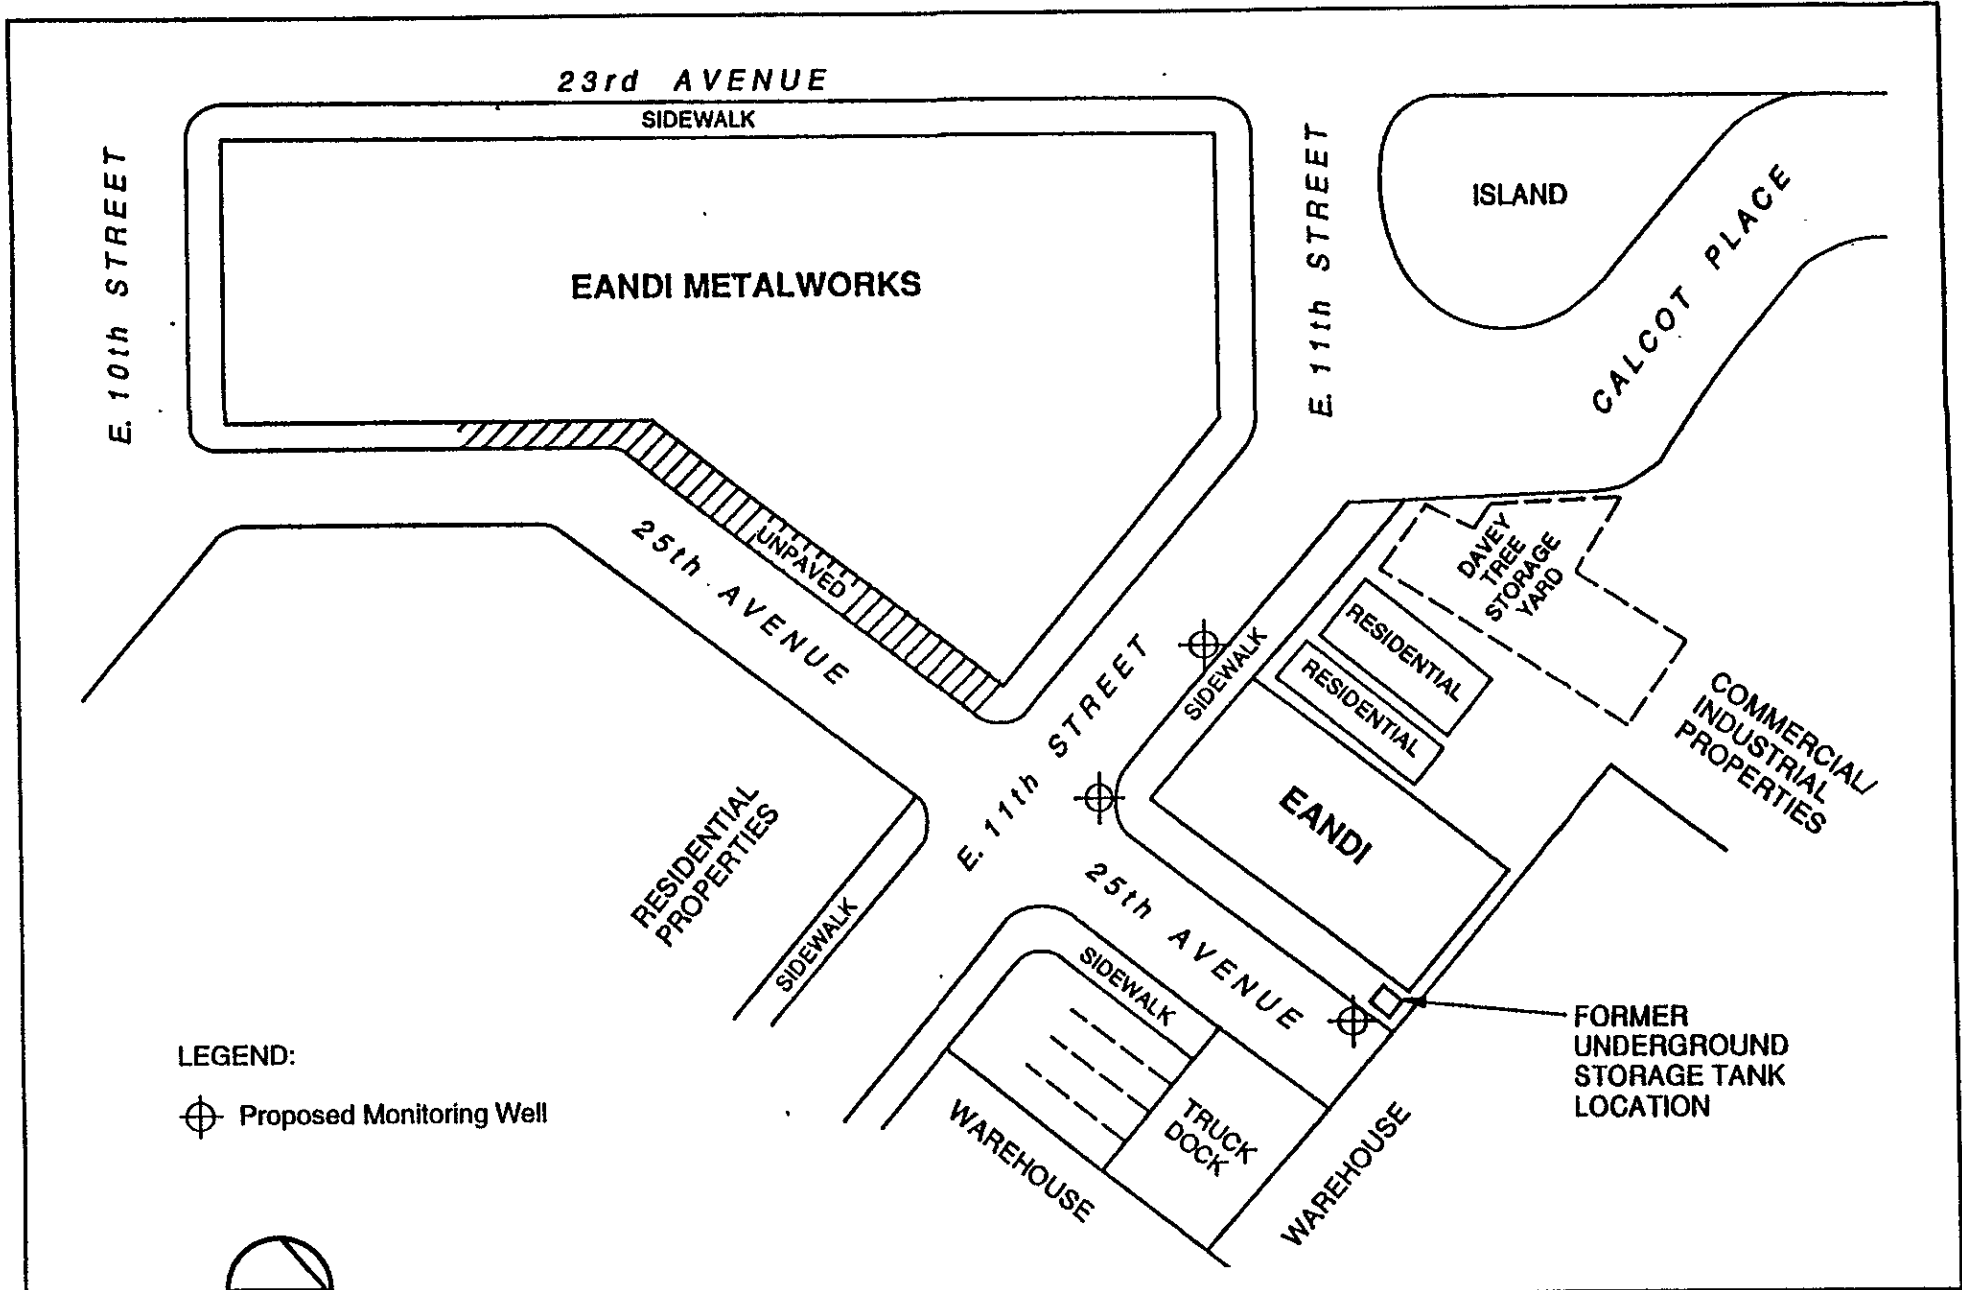 23rd AVENUE
SIDEWALK
E. 10th STREET
EANDI METALWORKS
E. 11th STREET
ISLAND
CALCOT PLACE
25th AVENUE
UNPAVED
DAVEY
TREE
STORAGE
YARD
RESIDENTIAL
RESIDENTIAL
SIDEWALK
E. 11th STREET
COMMERCIAL/
INDUSTRIAL
PROPERTIES
EANDI
RESIDENTIAL
PROPERTIES
SIDEWALK
25th AVENUE
SIDEWALK
FORMER
UNDERGROUND
STORAGE TANK
LOCATION
TRUCK
DOCK
WAREHOUSE
WAREHOUSE
LEGEND:
Proposed Monitoring Well